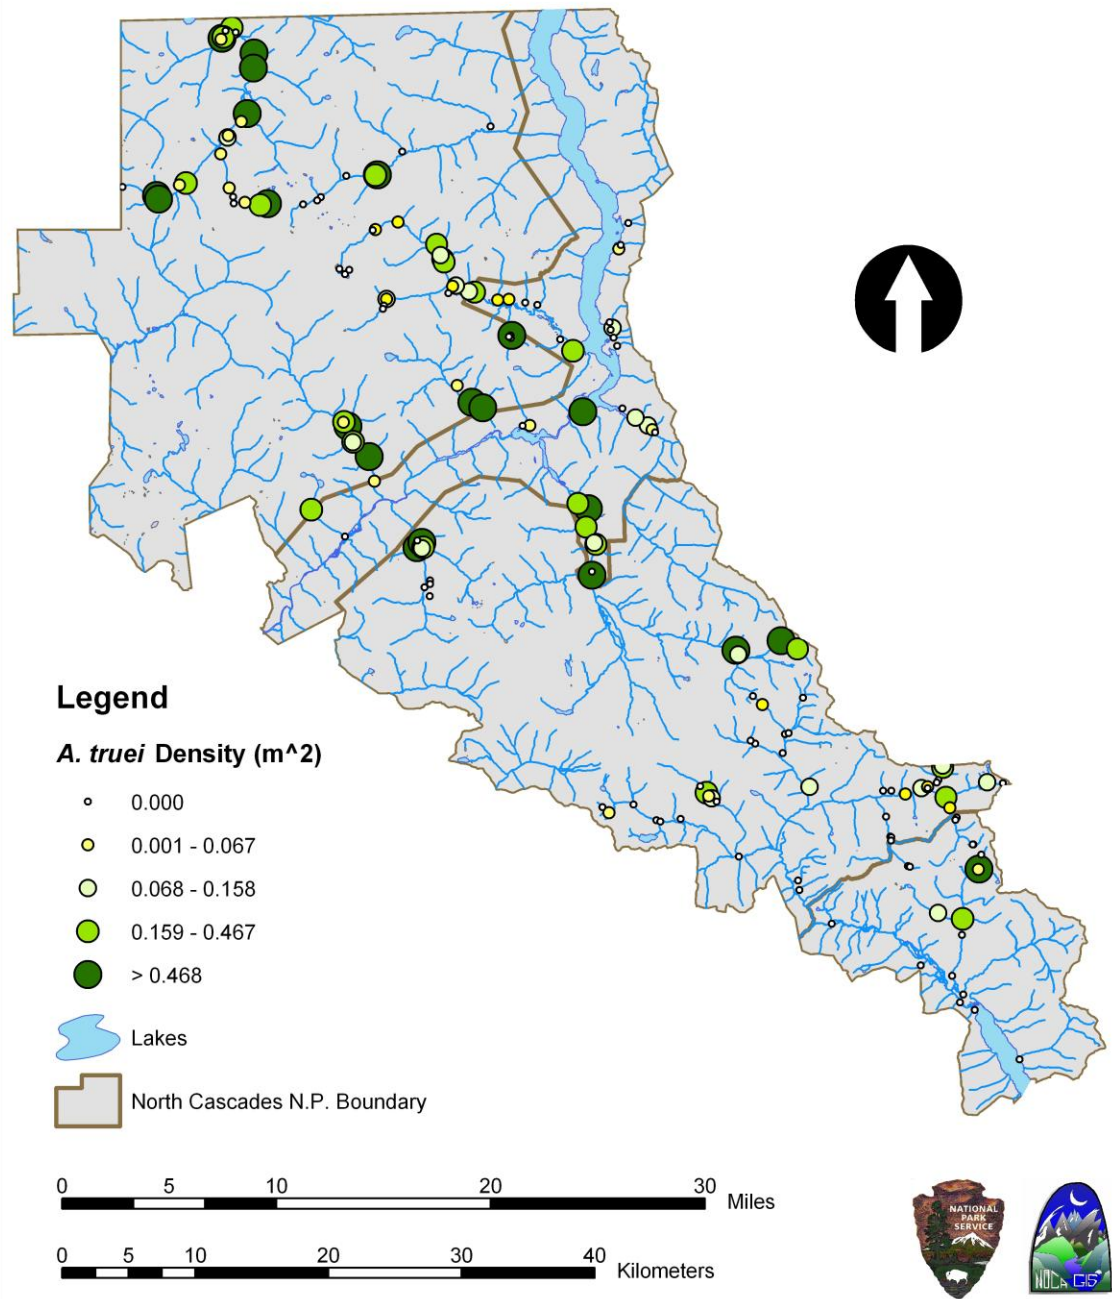 Legend
A. truei Density (m^2)
0.000
0.001 - 0.067
0.068 - 0.158
0.159 - 0.467
> 0.468
Lakes
North Cascades N.P. Boundary
0 5 10 20 30 Miles
0 5 10 20 30 40 Kilometers
NATIONAL
PARK
SERVICE
NOCA GIS